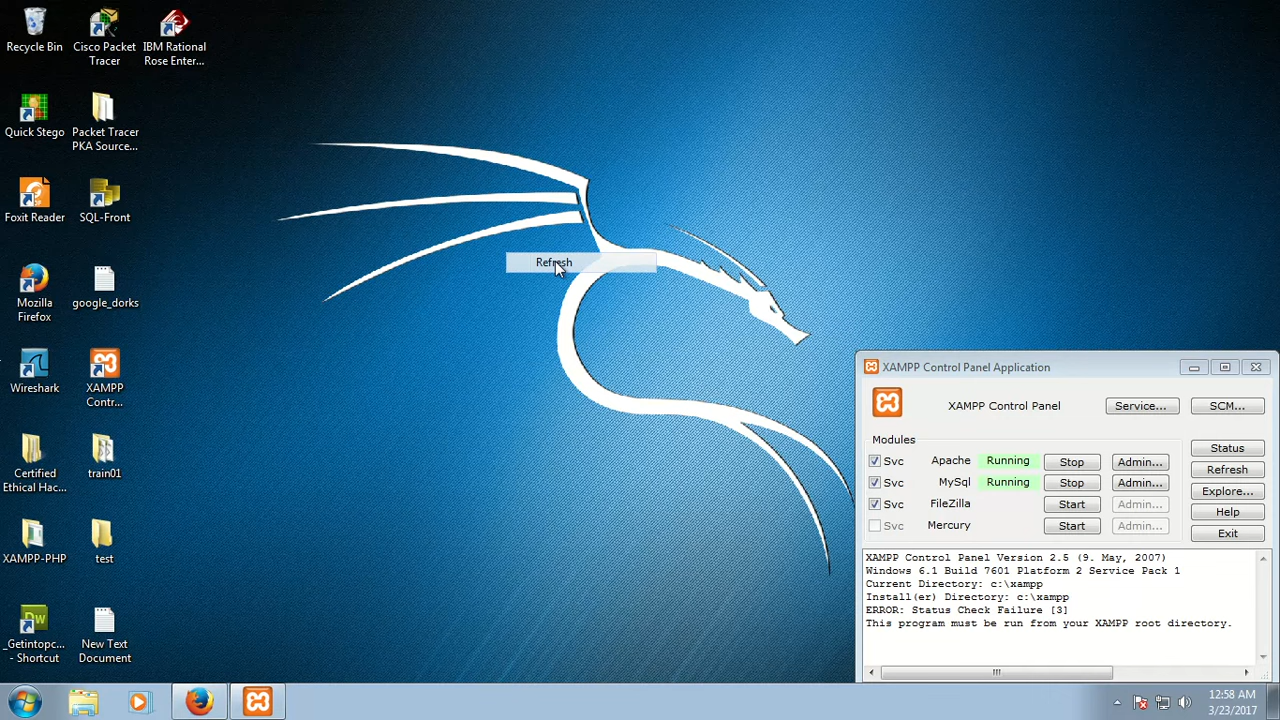 Recycle Bin
Cisco Packet
Tracer
IBM Rational
Rose Enter...
Quick Stego
Packet Tracer
PKA Source...
Foxit Reader
SQL-Front
Mozilla
Firefox
google_dorks
Wireshark
XAMPP
Contr...
Certified
Ethical Hac...
train01
XAMPP-PHP
test
Dw
_Getintopc...
- Shortcut
New Text
Document
Refresh
XAMPP Control Panel Application
XAMPP Control Panel
Service...
SCM...
Modules
Svc Apache Running Stop Admin...
Svc MySql Running Stop Admin...
Svc FileZilla Start Admin...
Svc Mercury Start Admin...
Status
Refresh
Explore...
Help
Exit
XAMPP Control Panel Version 2.5 (9. May, 2007)
Windows 6.1 Build 7601 Platform 2 Service Pack 1
Current Directory: c:\xampp
Install(er) Directory: c:\xampp
ERROR: Status Check Failure [3]
This program must be run from your XAMPP root directory.
12:58 AM
3/23/2017